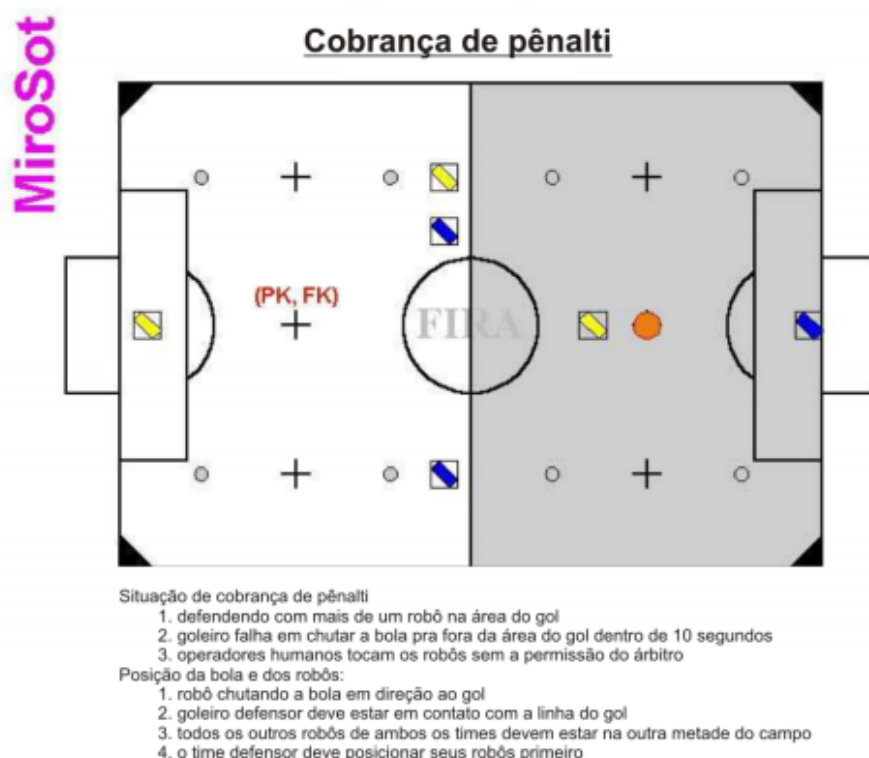 MiroSot
Cobrança de pênalti
(PK, FK)
FIRA
Situação de cobrança de pênalti
1. defendendo com mais de um robô na área do gol
2. goleiro falha em chutar a bola pra fora da área do gol dentro de 10 segundos
3. operadores humanos tocam os robôs sem a permissão do árbitro
Posição da bola e dos robôs:
1. robô chutando a bola em direção ao gol
2. goleiro defensor deve estar em contato com a linha do gol
3. todos os outros robôs de ambos os times devem estar na outra metade do campo
4. o time defensor deve posicionar seus robôs primeiro